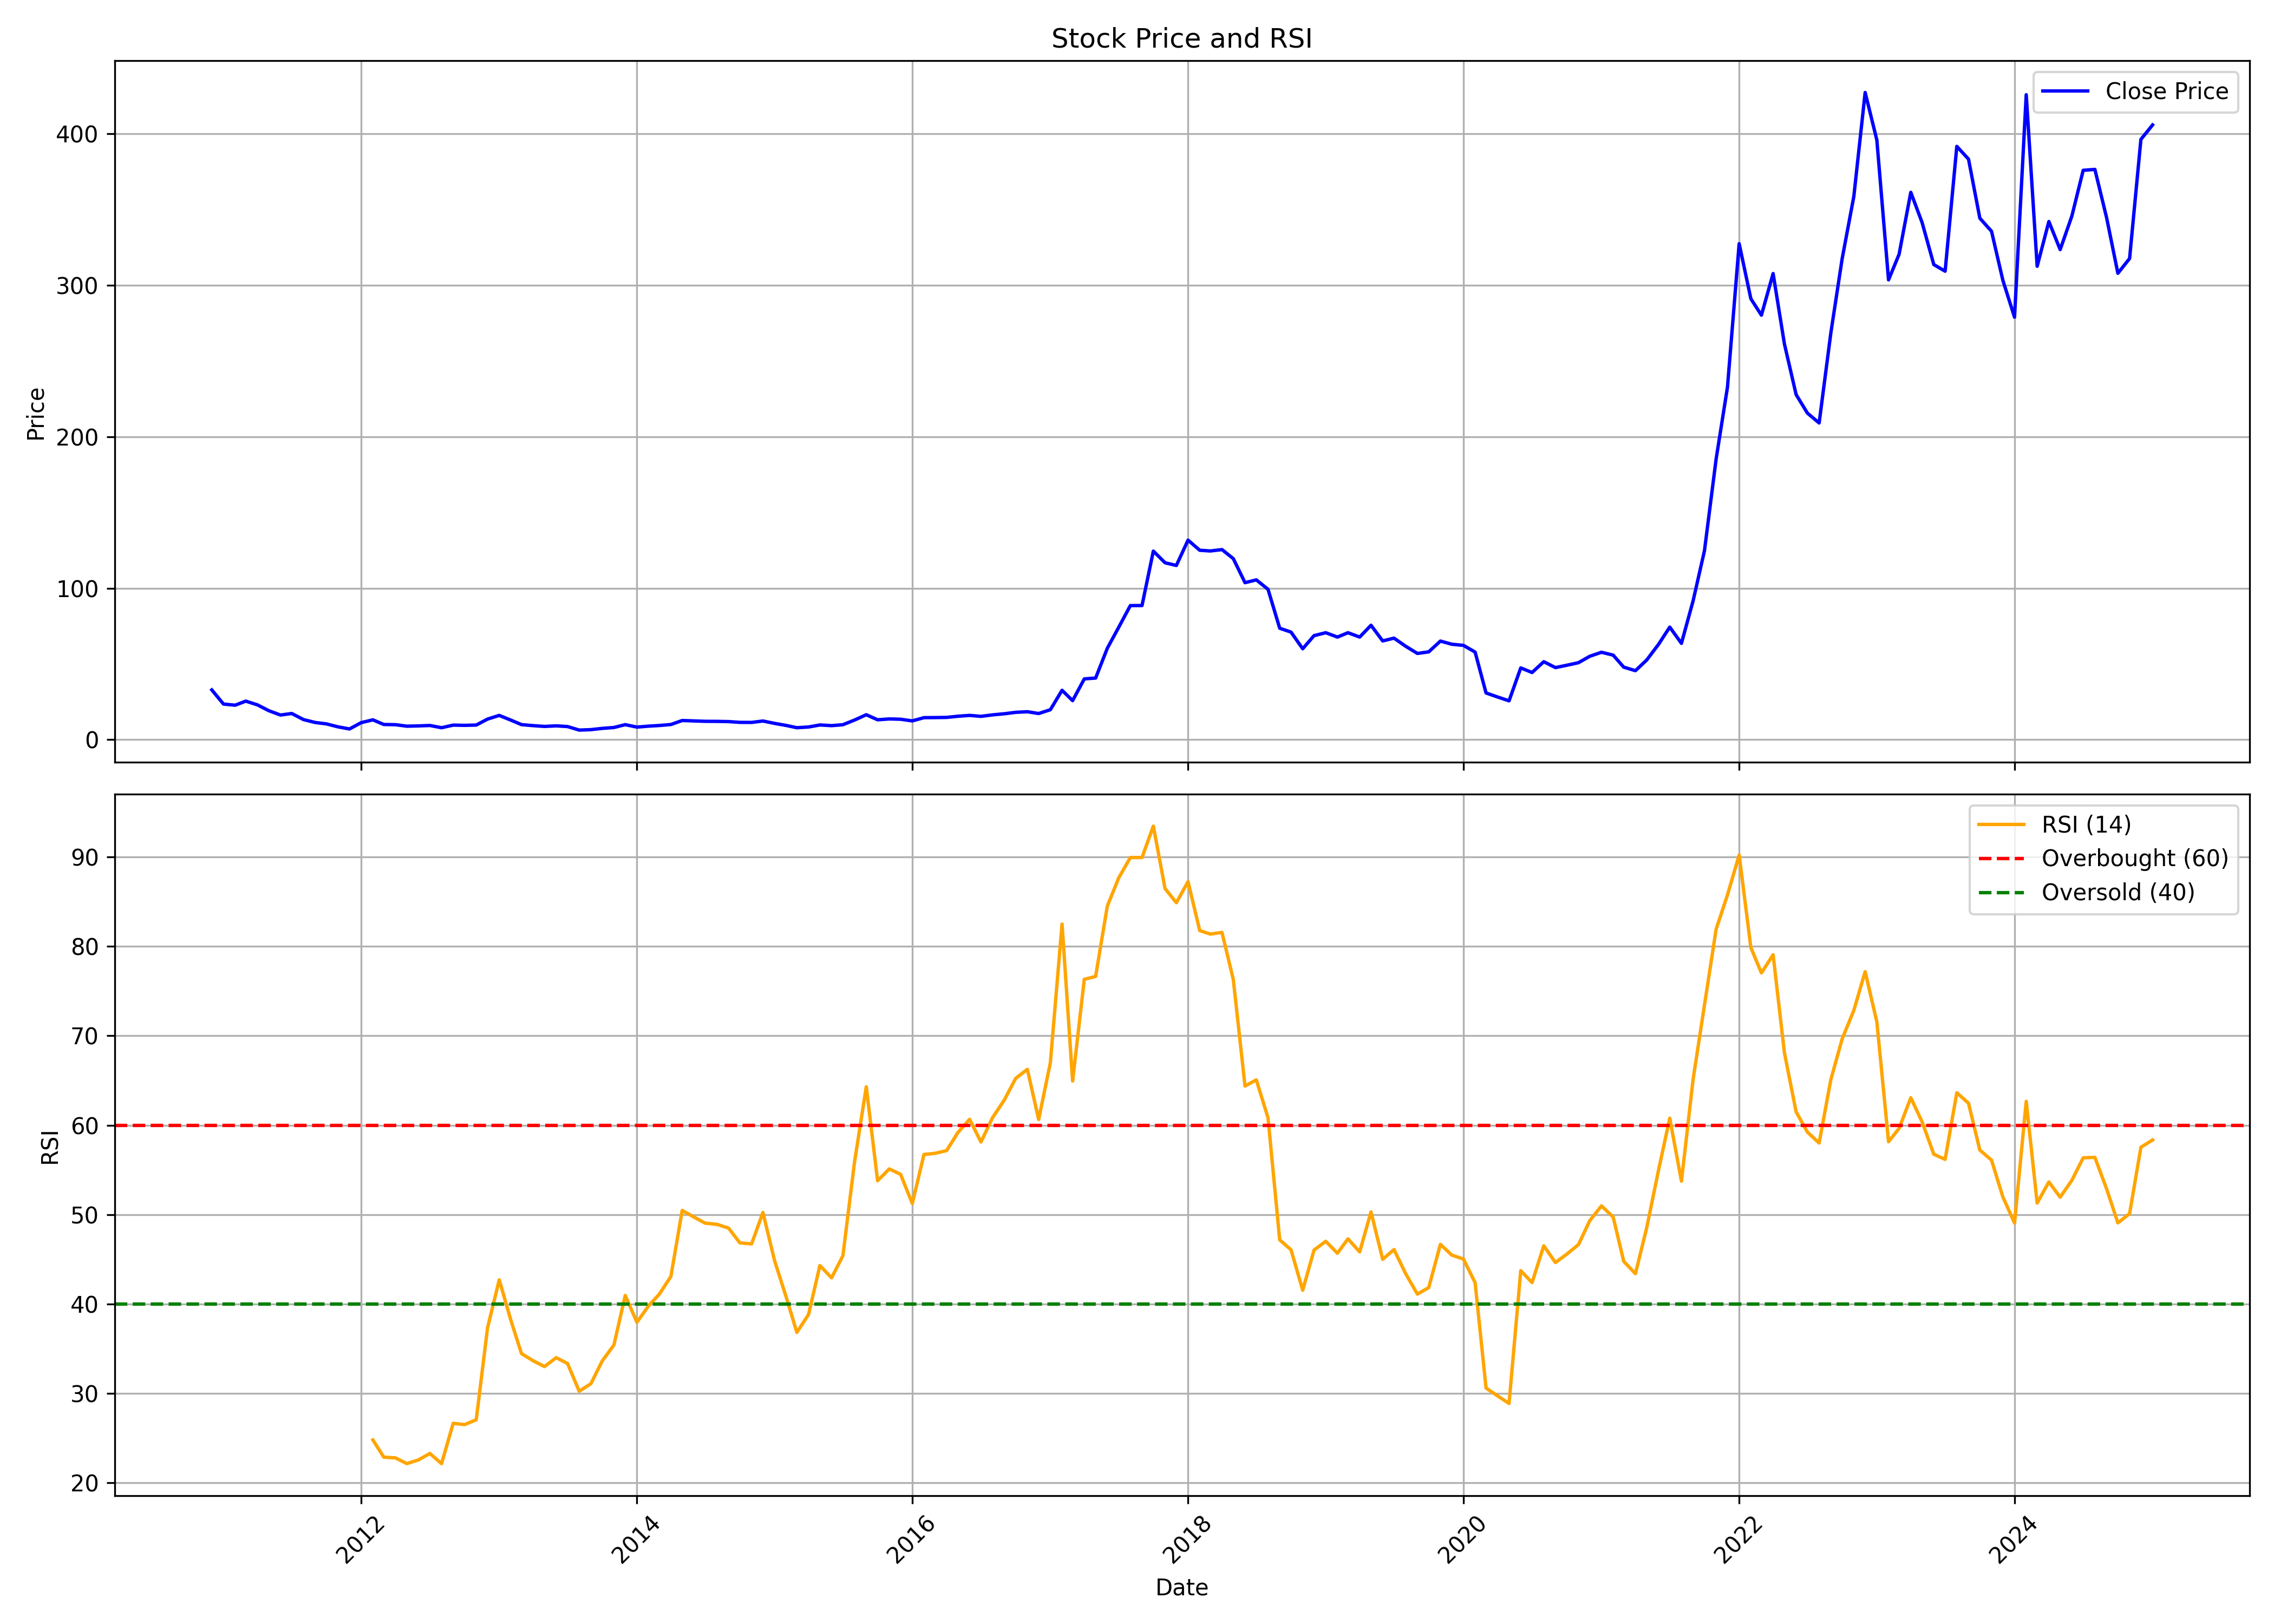 Stock Price and RSI
Close Price
Price
400
300
200
100
0
RSI (14)
Overbought (60)
Oversold (40)
RSI
90
80
70
60
50
40
30
20
2012
2014
2016
2018
2020
2022
2024
Date